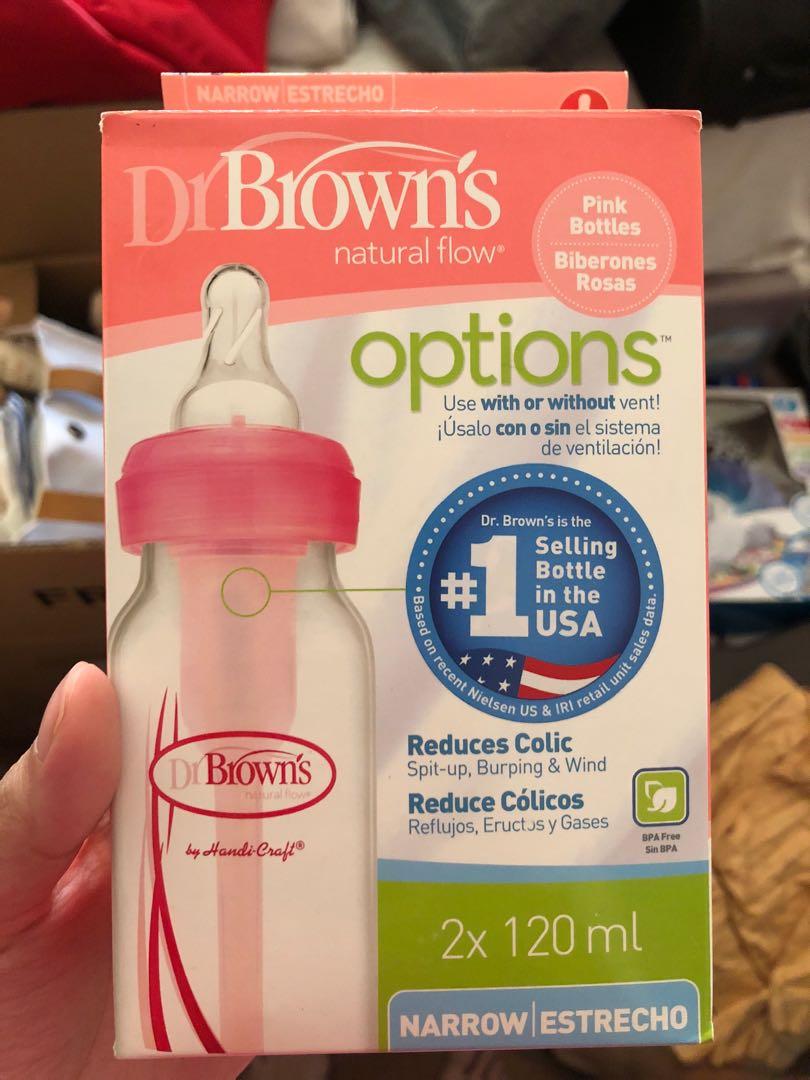 NARROW | ESTRECHO
Dr Brown's
natural flow®
Pink
Bottles
Biberones
Rosas
options™
Use with or without vent!
¡Úsalo con o sin el sistema
de ventilación!
Dr. Brown's is the
#1 Selling
Bottle
in the
USA
Based on recent Nielsen US & IRI retail unit sales data.
Reduces Colic
Spit-up, Burping & Wind
Reduce Cólicos
Reflujos, Eructos y Gases
BPA Free
Sin BPA
Dr Brown's
natural flow®
by Handi-Craft®
2x 120 ml
NARROW | ESTRECHO